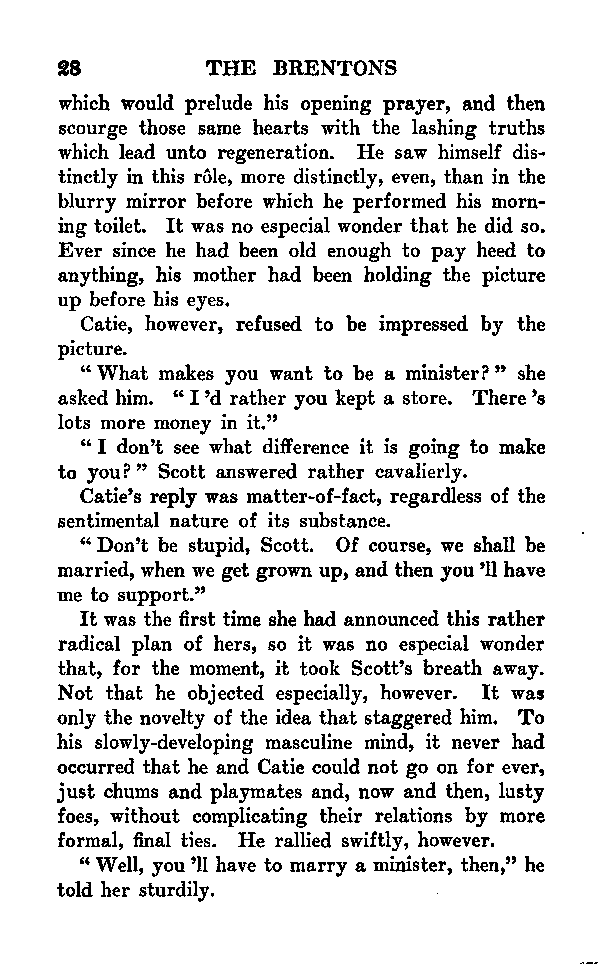 28 THE BRENTONS
which would prelude his opening prayer, and then
scourge those same hearts with the lashing truths
which lead unto regeneration. He saw himself dis-
tinctly in this rôle, more distinctly, even, than in the
blurry mirror before which he performed his morn-
ing toilet. It was no especial wonder that he did so.
Ever since he had been old enough to pay heed to
anything, his mother had been holding the picture
up before his eyes.
Catie, however, refused to be impressed by the
picture.
“ What makes you want to be a minister? ” she
asked him. “ I ’d rather you kept a store. There ’s
lots more money in it.”
“ I don’t see what difference it is going to make
to you? ” Scott answered rather cavalierly.
Catie’s reply was matter-of-fact, regardless of the
sentimental nature of its substance.
“ Don’t be stupid, Scott. Of course, we shall be
married, when we get grown up, and then you ’ll have
me to support.”
It was the first time she had announced this rather
radical plan of hers, so it was no especial wonder
that, for the moment, it took Scott’s breath away.
Not that he objected especially, however. It was
only the novelty of the idea that staggered him. To
his slowly-developing masculine mind, it never had
occurred that he and Catie could not go on for ever,
just chums and playmates and, now and then, lusty
foes, without complicating their relations by more
formal, final ties. He rallied swiftly, however.
“ Well, you ’ll have to marry a minister, then,” he
told her sturdily.